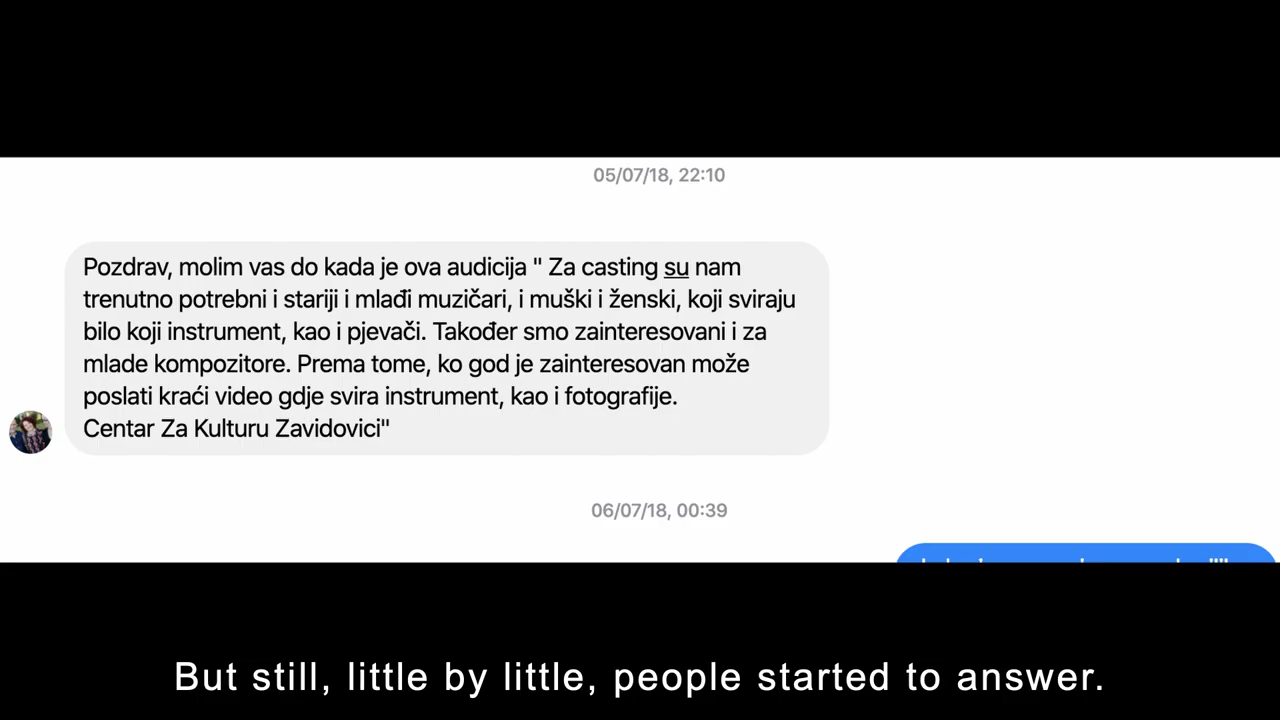 05/07/18, 22:10
Pozdrav, molim vas do kada je ova audicija " Za casting su nam
trenutno potrebni i stariji i mlađi muzičari, i muški i ženski, koji sviraju
bilo koji instrument, kao i pjevači. Također smo zainteresovani i za
mlade kompozitore. Prema tome, ko god je zainteresovan može
poslati kraći video gdje svira instrument, kao i fotografije.
Centar Za Kulturu Zavidovici"
06/07/18, 00:39
But still, little by little, people started to answer.